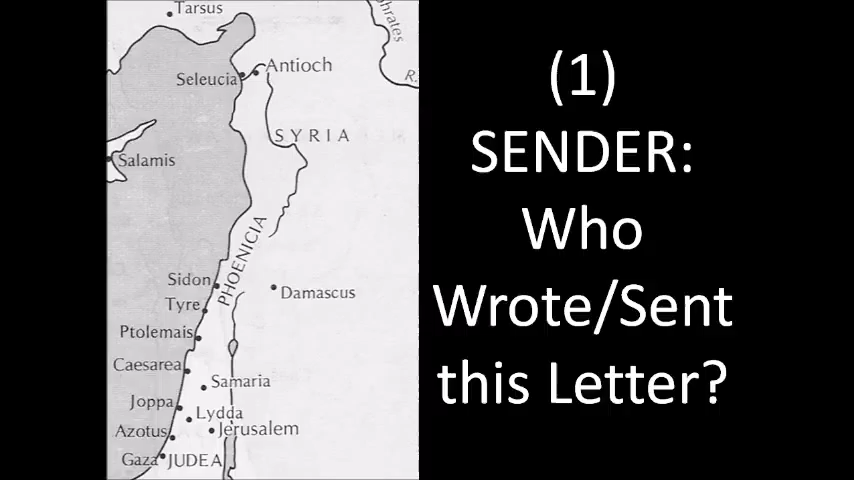 Tarsus
Euphrates
R.
Antioch
Seleucia
SYRIA
Salamis
PHOENICIA
Sidon
Damascus
Tyre
Ptolemais
Caesarea
Samaria
Joppa
Lydda
Azotus
Jerusalem
Gaza
JUDEA
(1)
SENDER:
Who
Wrote/Sent
this Letter?